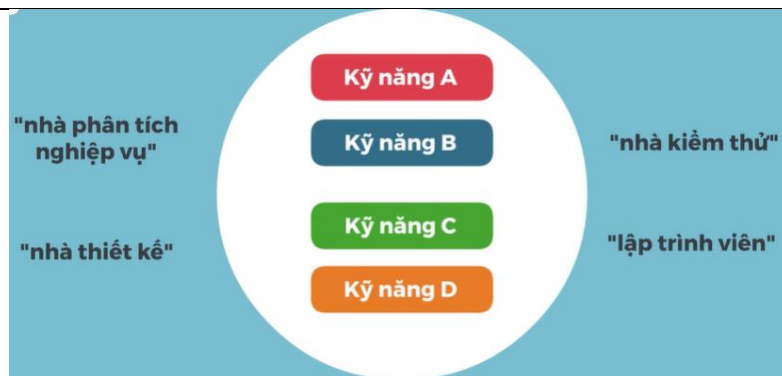 Kỹ năng A
"nhà phân tích
nghiệp vụ"
Kỹ năng B
"nhà kiểm thử"
Kỹ năng C
"nhà thiết kế"
"lập trình viên"
Kỹ năng D